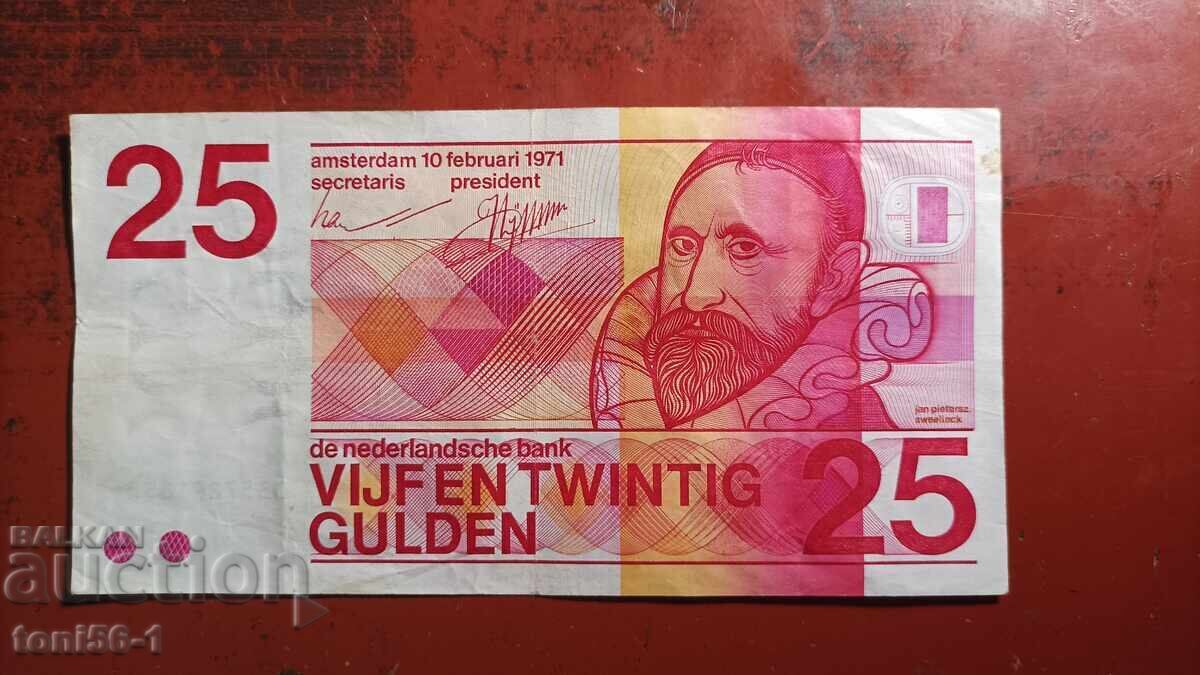 25
amsterdam 10 februari 1971
secretaris president
jan pietersz.
sweelinck
de nederlandsche bank
VIJFENTWINTIG
GULDEN
25
BALKAN
auction
toni56-1